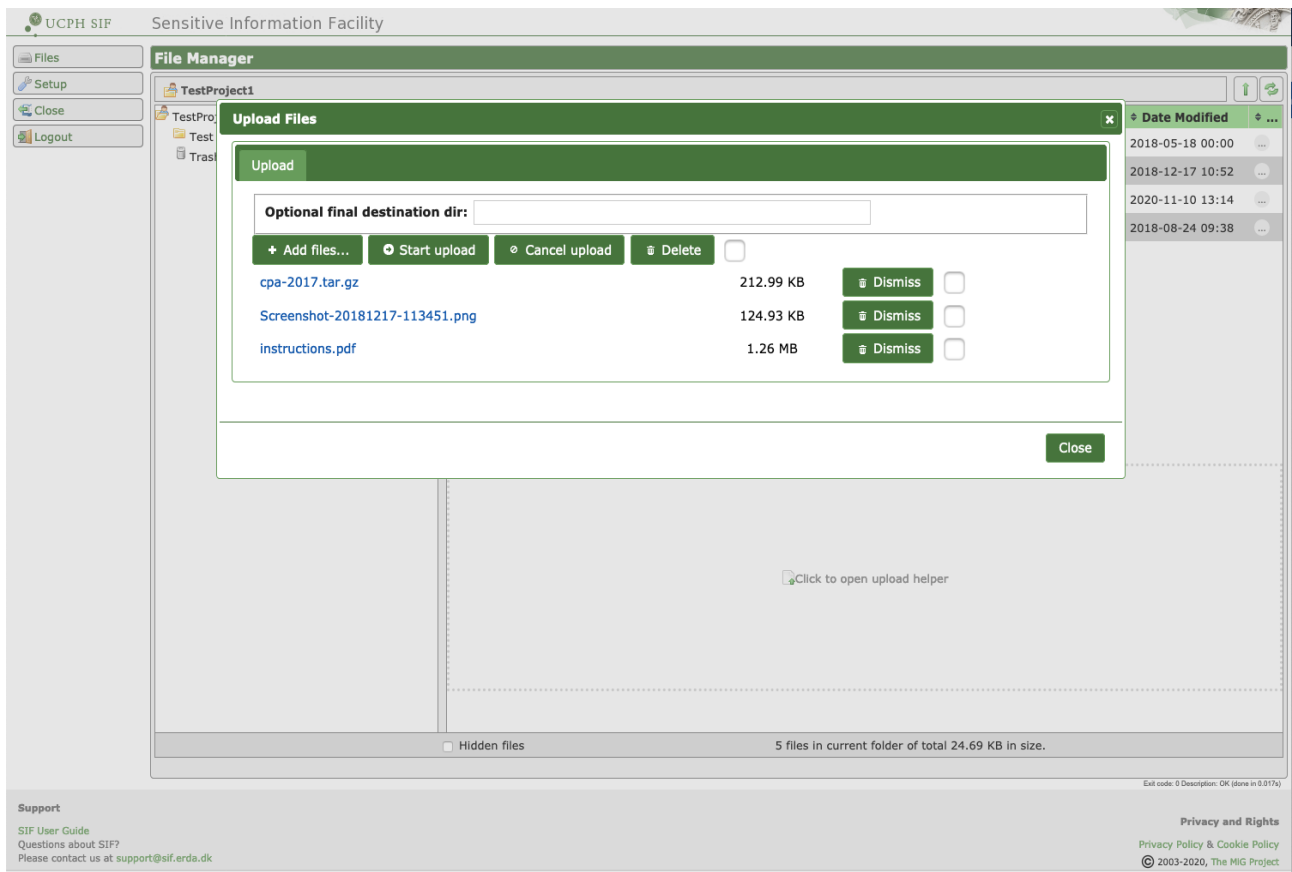 UCPH SIF Sensitive Information Facility
Files
Setup
Close
Logout
File Manager
TestProject1
TestProj
Test
Trash
Date Modified ...
2018-05-18 00:00 ...
2018-12-17 10:52 ...
2020-11-10 13:14 ...
2018-08-24 09:38 ...
Upload Files
Upload
Optional final destination dir:
+ Add files... Start upload Cancel upload Delete
cpa-2017.tar.gz 212.99 KB Dismiss
Screenshot-20181217-113451.png 124.93 KB Dismiss
instructions.pdf 1.26 MB Dismiss
Close
Click to open upload helper
Hidden files 5 files in current folder of total 24.69 KB in size.
Exit code: 0 Description: OK (done in 0.017s)
Support
SIF User Guide
Questions about SIF?
Please contact us at support@sif.erda.dk
Privacy and Rights
Privacy Policy & Cookie Policy
© 2003-2020, The MiG Project